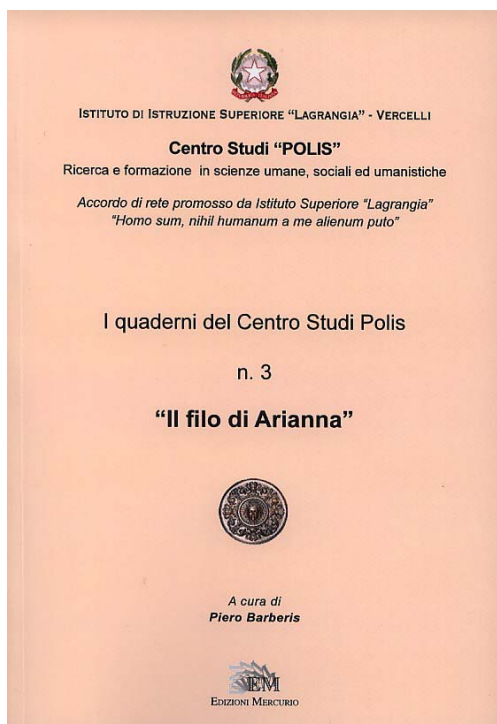 ISTITUTO DI ISTRUZIONE SUPERIORE “LAGRANGIA” - VERCELLI
Centro Studi “POLIS”
Ricerca e formazione in scienze umane, sociali ed umanistiche
Accordo di rete promosso da Istituto Superiore “Lagrangia”
“Homo sum, nihil humanum a me alienum puto”
I quaderni del Centro Studi Polis
n. 3
“Il filo di Arianna”
A cura di
Piero Barberis
EM
EDIZIONI MERCURIO